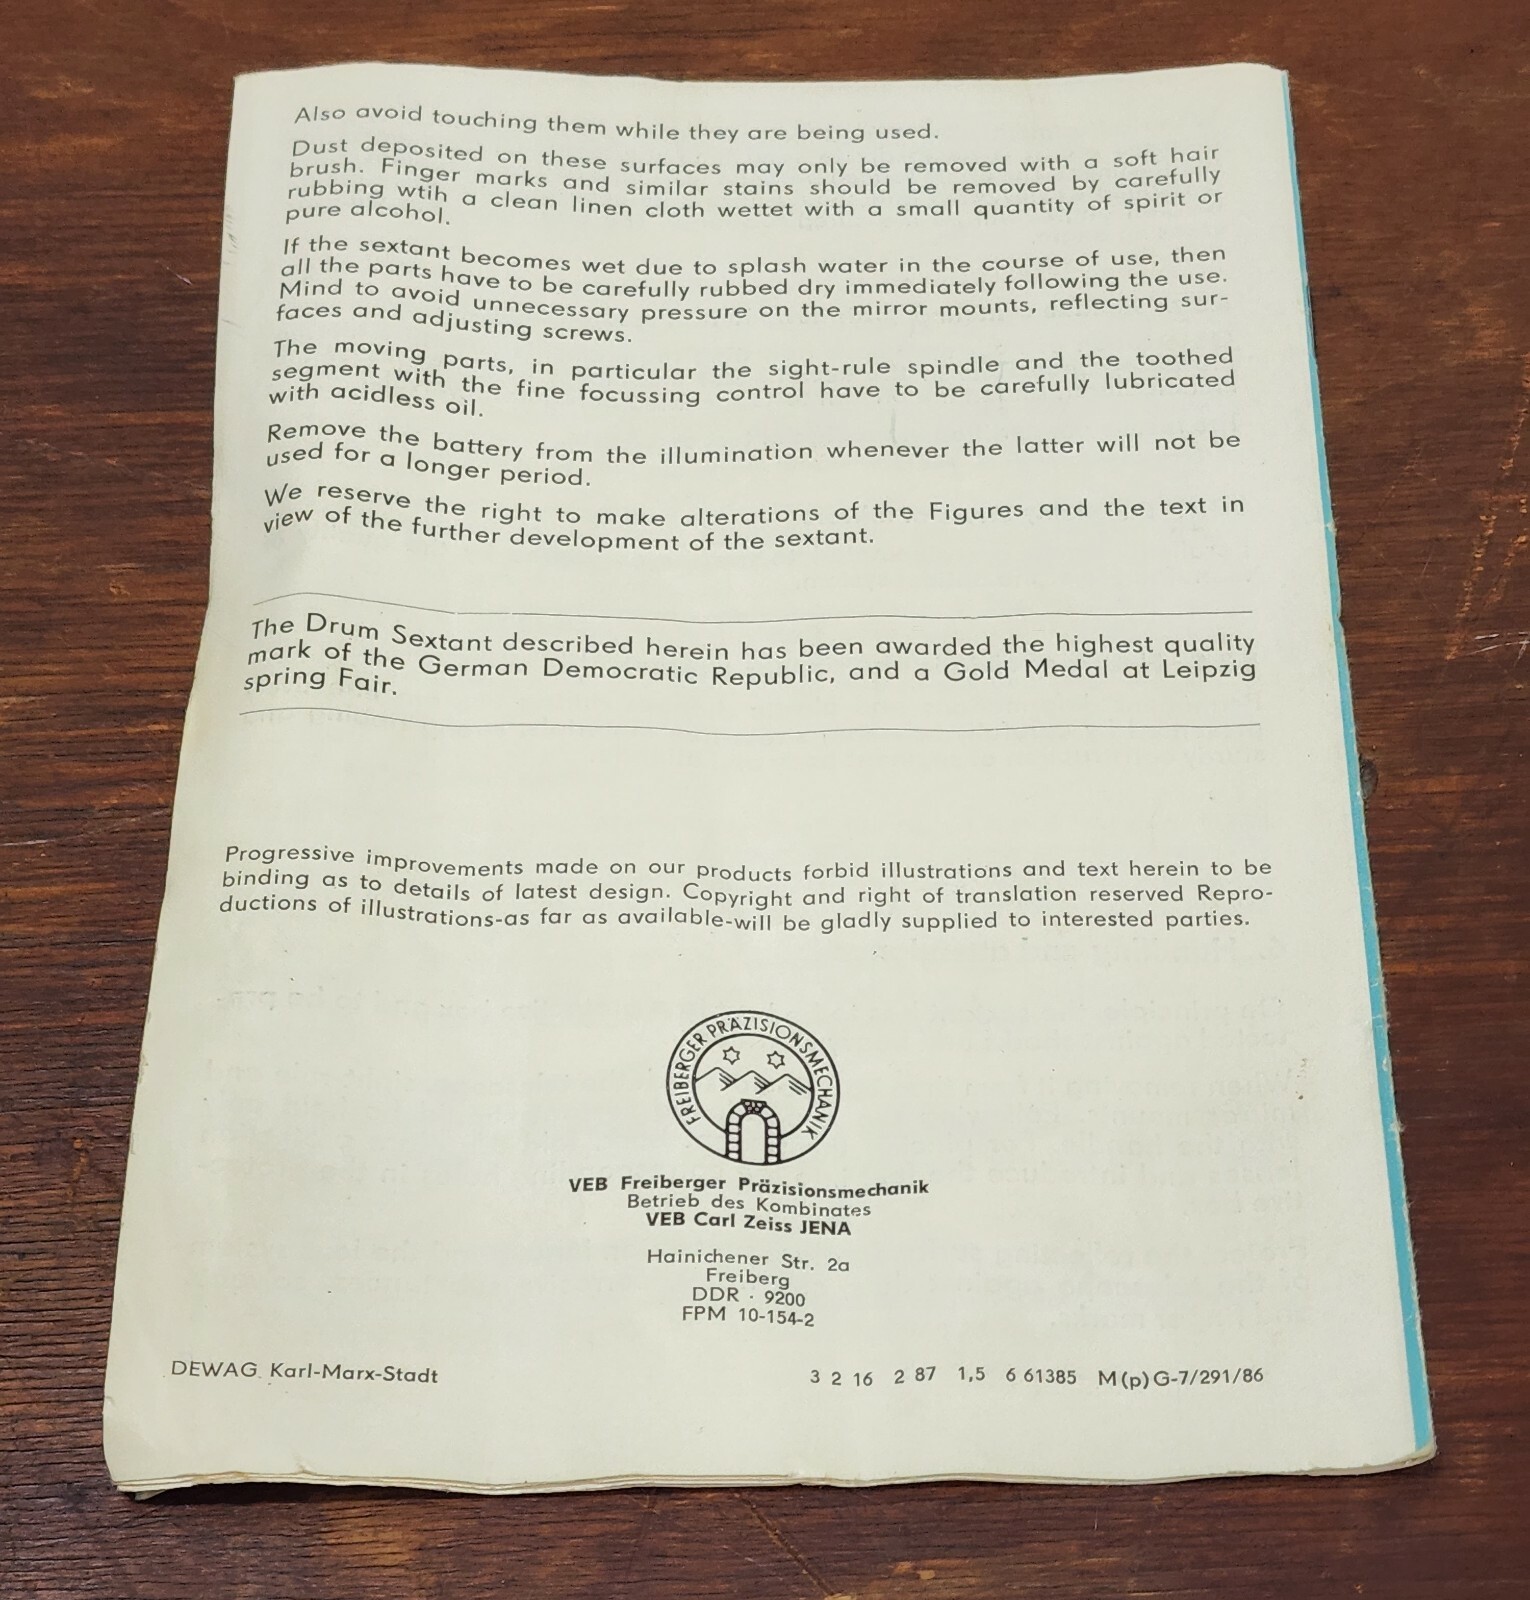 Also avoid touching them while they are being used.
Dust deposited on these surfaces may only be removed with a soft hair
brush. Finger marks and similar stains should be removed by carefully
rubbing wtih a clean linen cloth wettet with a small quantity of spirit or
pure alcohol.
If the sextant becomes wet due to splash water in the course of use, then
all the parts have to be carefully rubbed dry immediately following the use.
Mind to avoid unnecessary pressure on the mirror mounts, reflecting sur-
faces and adjusting screws.
The moving parts, in particular the sight-rule spindle and the toothed
segment with the fine focussing control have to be carefully lubricated
with acidless oil.
Remove the battery from the illumination whenever the latter will not be
used for a longer period.
We reserve the right to make alterations of the Figures and the text in
view of the further development of the sextant.
The Drum Sextant described herein has been awarded the highest quality
mark of the German Democratic Republic, and a Gold Medal at Leipzig
spring Fair.
Progressive improvements made on our products forbid illustrations and text herein to be
binding as to details of latest design. Copyright and right of translation reserved Repro-
ductions of illustrations-as far as available-will be gladly supplied to interested parties.
FREIBERGER PRÄZISIONSMECHANIK
VEB Freiberger Präzisionsmechanik
Betrieb des Kombinates
VEB Carl Zeiss JENA
Hainichener Str. 2a
Freiberg
DDR · 9200
FPM 10-154-2
DEWAG Karl-Marx-Stadt
3 2 16 2 87 1,5 6 61385 M(p)G-7/291/86